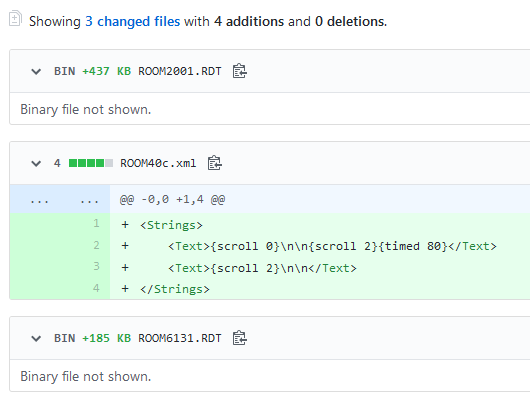 Showing 3 changed files with 4 additions and 0 deletions.
BIN +437 KB ROOM2001.RDT
Binary file not shown.
4 ROOM40c.xml
... ... @@ -0,0 +1,4 @@
1 + <Strings>
2 + <Text>{scroll 0}\n\n{scroll 2}{timed 80}</Text>
3 + <Text>{scroll 2}\n\n</Text>
4 + </Strings>
BIN +185 KB ROOM6131.RDT
Binary file not shown.